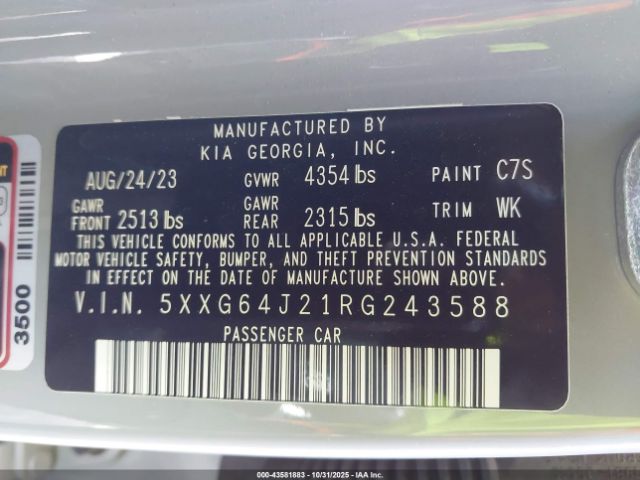 MANUFACTURED BY
KIA GEORGIA, INC.
AUG/24/23 GVWR 4354 lbs PAINT C7S
GAWR FRONT 2513 lbs GAWR REAR 2315 lbs TRIM WK
THIS VEHICLE CONFORMS TO ALL APPLICABLE U.S.A. FEDERAL
MOTOR VEHICLE SAFETY, BUMPER, AND THEFT PREVENTION STANDARDS
IN EFFECT ON THE DATE OF MANUFACTURE SHOWN ABOVE.
V.I.N. 5XXG64J21RG243588
PASSENGER CAR
3500
000-43581883 | 10/31/2025 - IAA Inc.